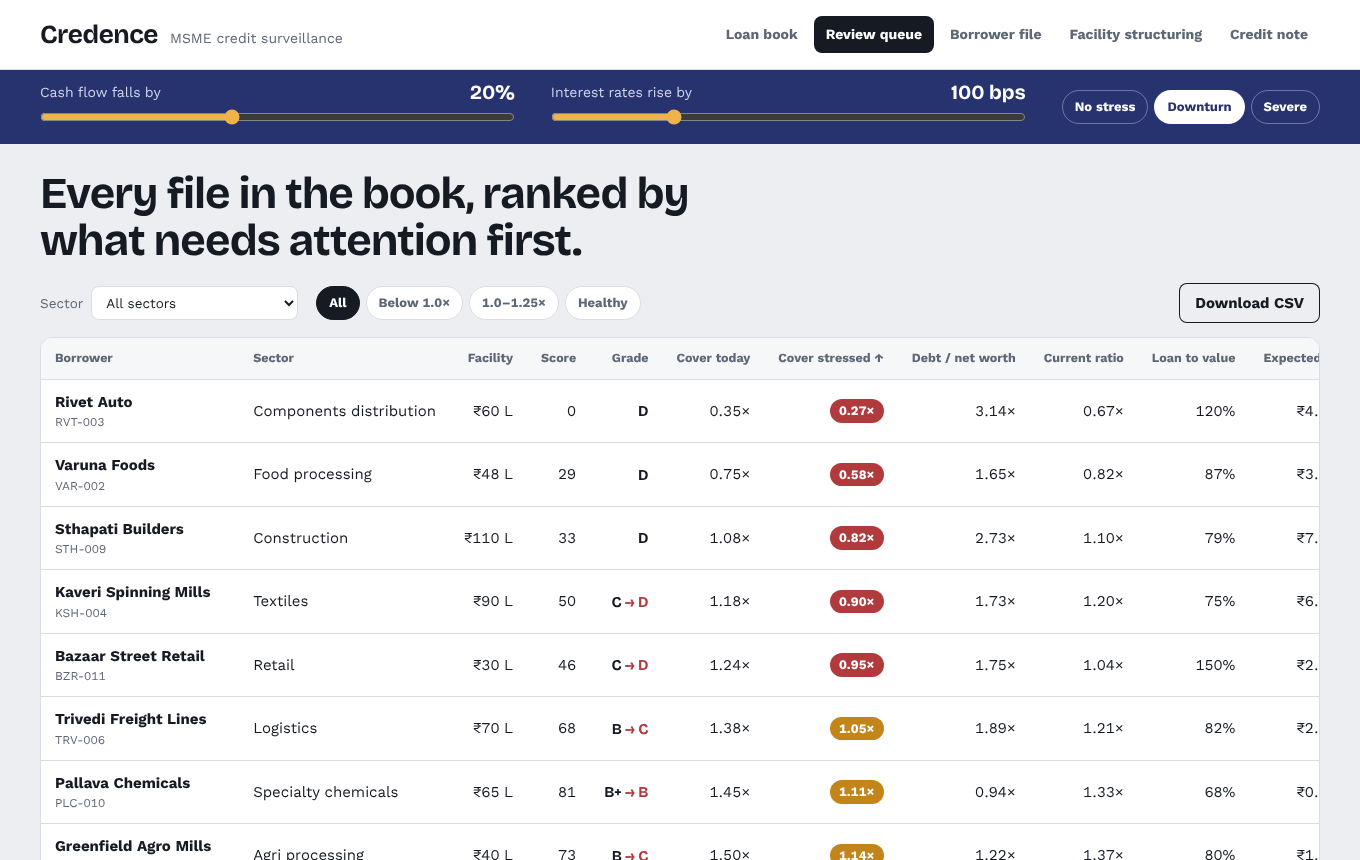 Credence MSME credit surveillance Loan book Review queue Borrower file Facility structuring Credit note
Cash flow falls by 20% Interest rates rise by 100 bps No stress Downturn Severe
Every file in the book, ranked by
what needs attention first.
Sector All sectors All Below 1.0× 1.0–1.25× Healthy Download CSV
Borrower Sector Facility Score Grade Cover today Cover stressed ↑ Debt / net worth Current ratio Loan to value Expected
Rivet Auto Components distribution ₹60 L 0 D 0.35× 0.27× 3.14× 0.67× 120% ₹4.
RVT-003
Varuna Foods Food processing ₹48 L 29 D 0.75× 0.58× 1.65× 0.82× 87% ₹3.
VAR-002
Sthapati Builders Construction ₹110 L 33 D 1.08× 0.82× 2.73× 1.10× 79% ₹7.
STH-009
Kaveri Spinning Mills Textiles ₹90 L 50 C → D 1.18× 0.90× 1.73× 1.20× 75% ₹6.
KSH-004
Bazaar Street Retail Retail ₹30 L 46 C → D 1.24× 0.95× 1.75× 1.04× 150% ₹2.
BZR-011
Trivedi Freight Lines Logistics ₹70 L 68 B → C 1.38× 1.05× 1.89× 1.21× 82% ₹2.
TRV-006
Pallava Chemicals Specialty chemicals ₹65 L 81 B+ → B 1.45× 1.11× 0.94× 1.33× 68% ₹0.
PLC-010
Greenfield Agro Mills Agri processing ₹40 L 73 B → C 1.50× 1.14× 1.22× 1.37× 80% ₹1.